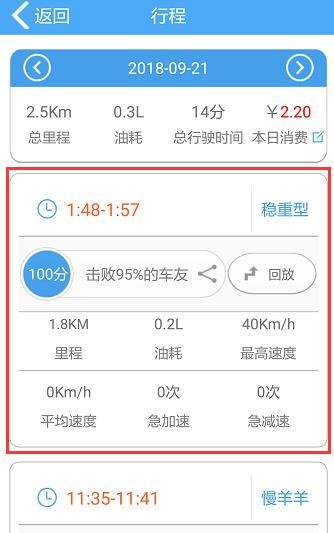 返回 行程
2018-09-21
2.5Km 0.3L 14分 ￥2.20
总里程 油耗 总行驶时间 本日消费
1:48-1:57 稳重型
100分 击败95%的车友 回放
1.8KM 0.2L 40Km/h
里程 油耗 最高速度
0Km/h 0次 0次
平均速度 急加速 急减速
11:35-11:41 慢羊羊